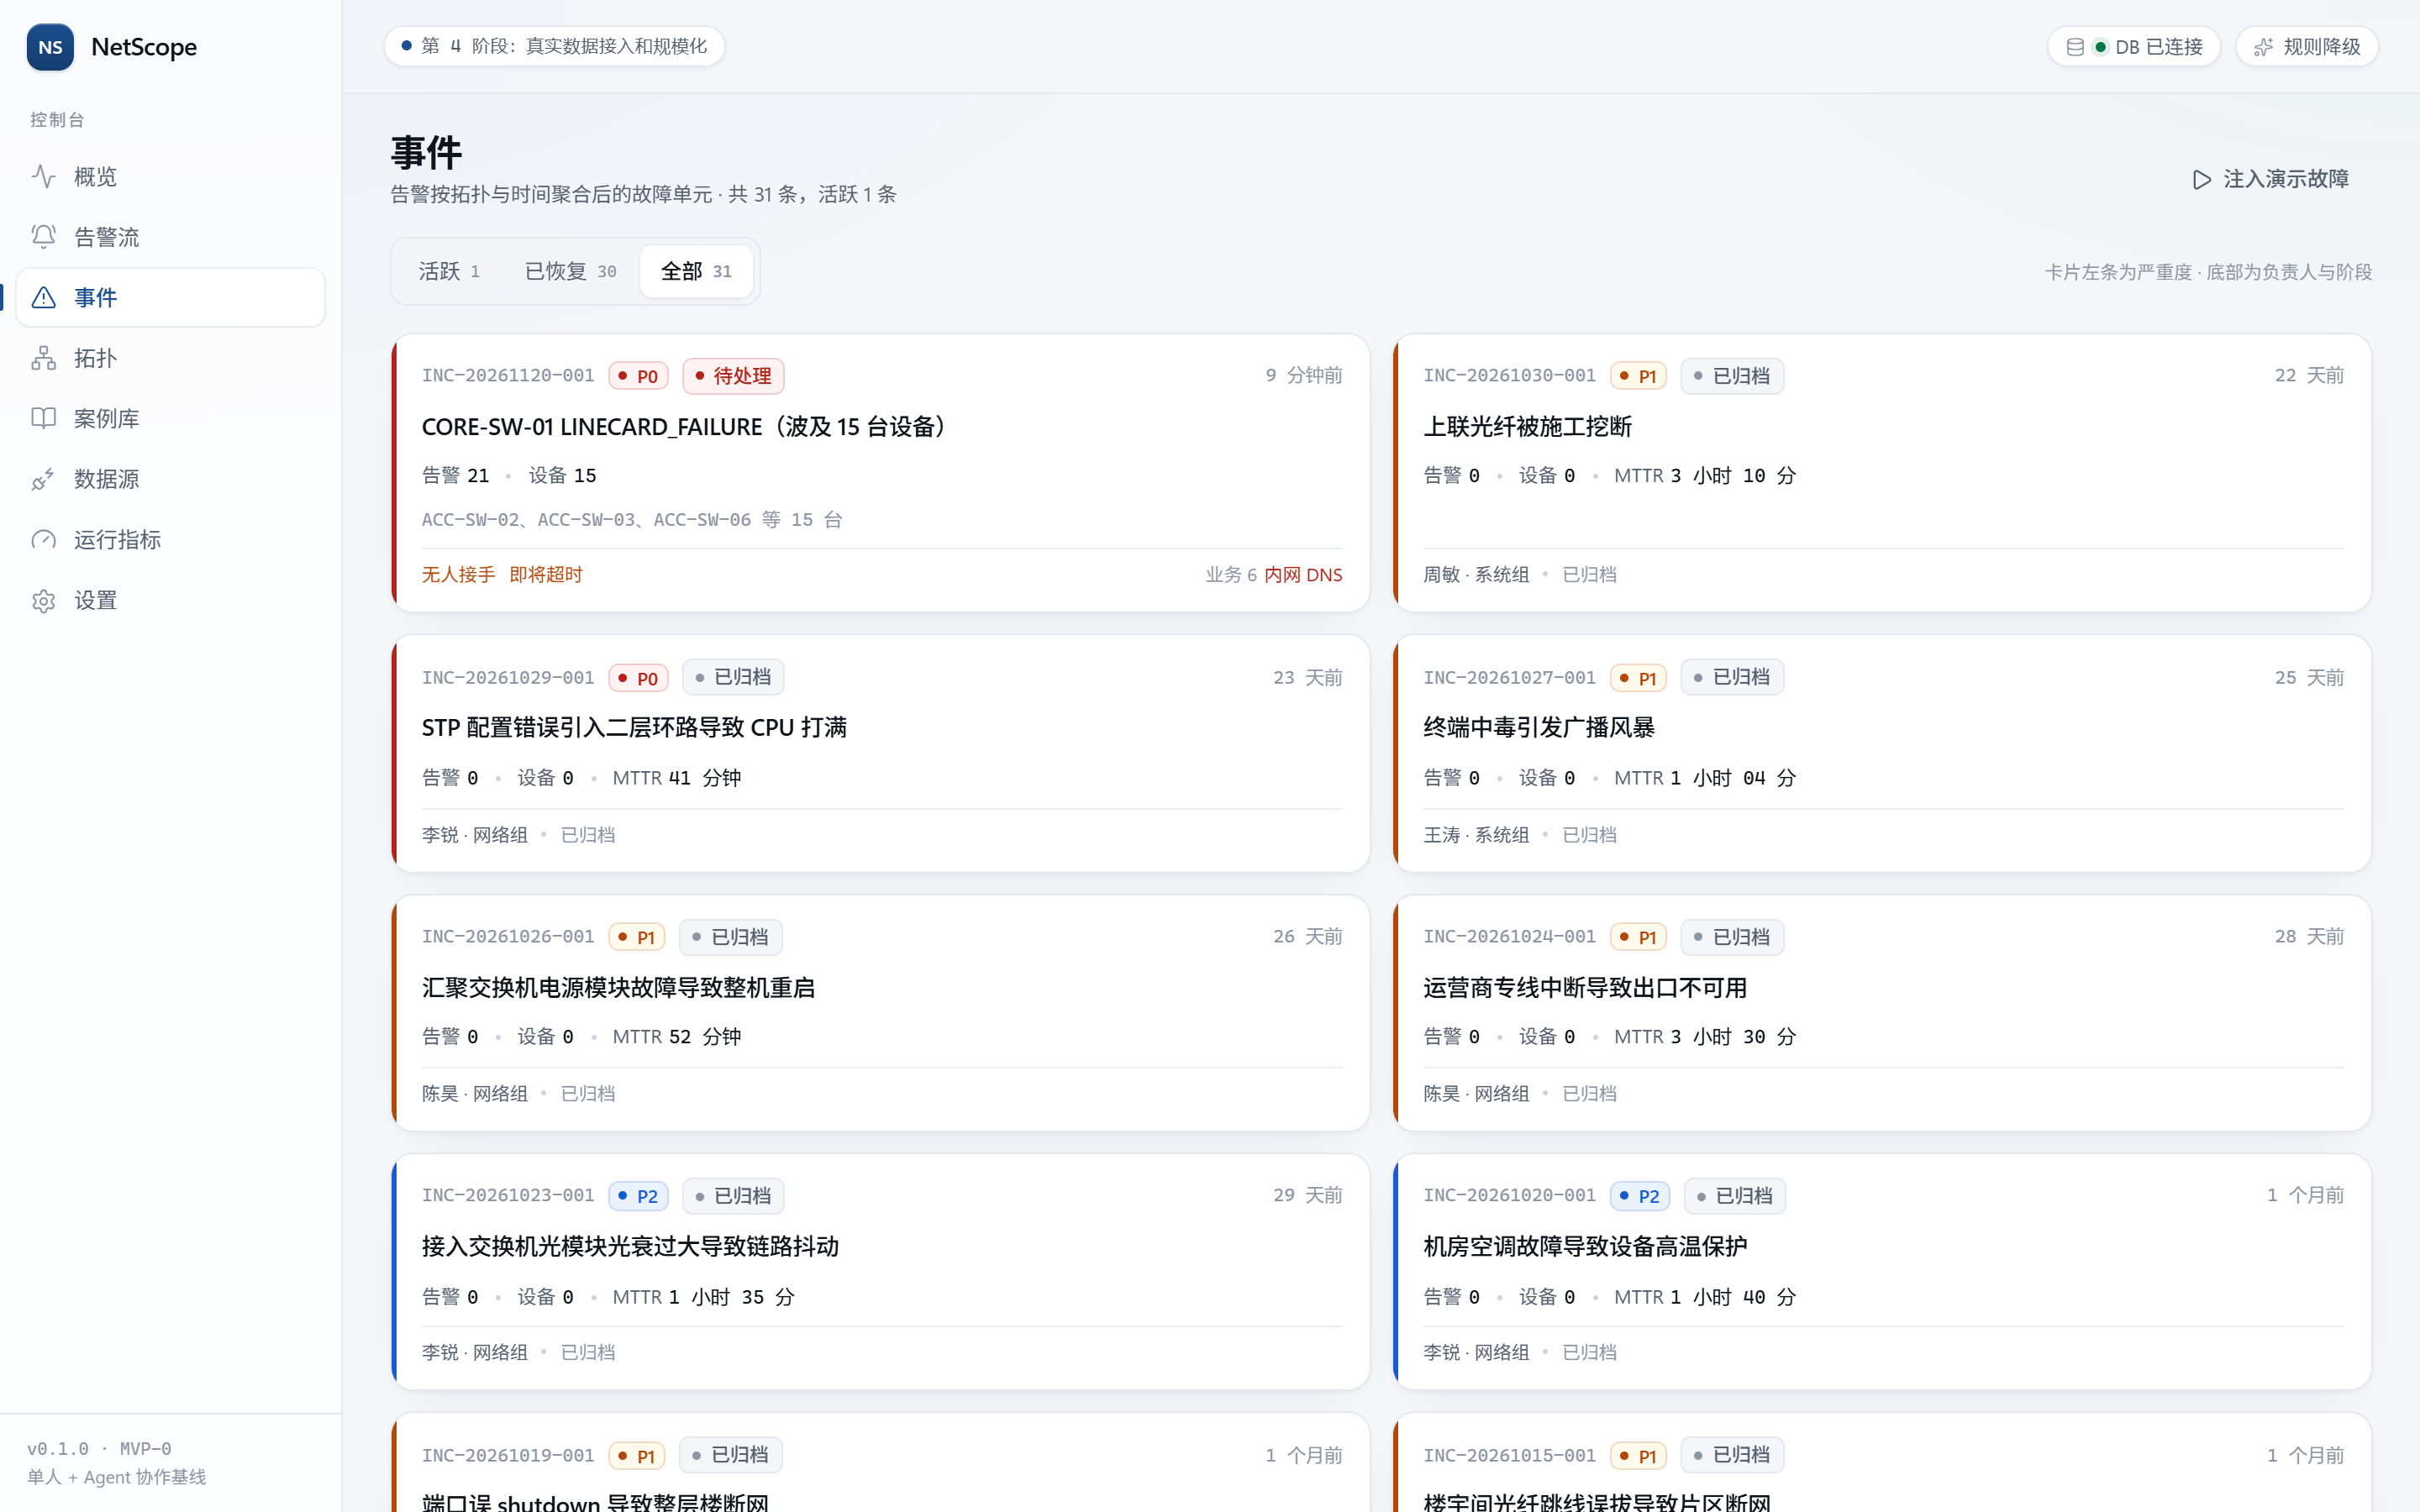 NS NetScope
控制台
概览
告警流
事件
拓扑
案例库
数据源
运行指标
设置
v0.1.0 · MVP-0
单人 + Agent 协作基线
第 4 阶段：真实数据接入和规模化
DB 已连接
规则降级
事件
告警按拓扑与时间聚合后的故障单元 · 共 31 条，活跃 1 条
注入演示故障
活跃 1 已恢复 30 全部 31
卡片左条为严重度 · 底部为负责人与阶段
INC-20261120-001 P0 待处理 9 分钟前
CORE-SW-01 LINECARD_FAILURE（波及 15 台设备）
告警 21 • 设备 15
ACC-SW-02、ACC-SW-03、ACC-SW-06 等 15 台
无人接手 即将超时 业务 6 内网 DNS
INC-20261030-001 P1 已归档 22 天前
上联光纤被施工挖断
告警 0 • 设备 0 • MTTR 3 小时 10 分
周敏 · 系统组 • 已归档
INC-20261029-001 P0 已归档 23 天前
STP 配置错误引入二层环路导致 CPU 打满
告警 0 • 设备 0 • MTTR 41 分钟
李锐 · 网络组 • 已归档
INC-20261027-001 P1 已归档 25 天前
终端中毒引发广播风暴
告警 0 • 设备 0 • MTTR 1 小时 04 分
王涛 · 系统组 • 已归档
INC-20261026-001 P1 已归档 26 天前
汇聚交换机电源模块故障导致整机重启
告警 0 • 设备 0 • MTTR 52 分钟
陈昊 · 网络组 • 已归档
INC-20261024-001 P1 已归档 28 天前
运营商专线中断导致出口不可用
告警 0 • 设备 0 • MTTR 3 小时 30 分
陈昊 · 网络组 • 已归档
INC-20261023-001 P2 已归档 29 天前
接入交换机光模块光衰过大导致链路抖动
告警 0 • 设备 0 • MTTR 1 小时 35 分
李锐 · 网络组 • 已归档
INC-20261020-001 P2 已归档 1 个月前
机房空调故障导致设备高温保护
告警 0 • 设备 0 • MTTR 1 小时 40 分
李锐 · 网络组 • 已归档
INC-20261019-001 P1 已归档 1 个月前
端口误 shutdown 导致整层楼断网
INC-20261015-001 P1 已归档 1 个月前
楼宇间光纤跳线误拔导致片区断网